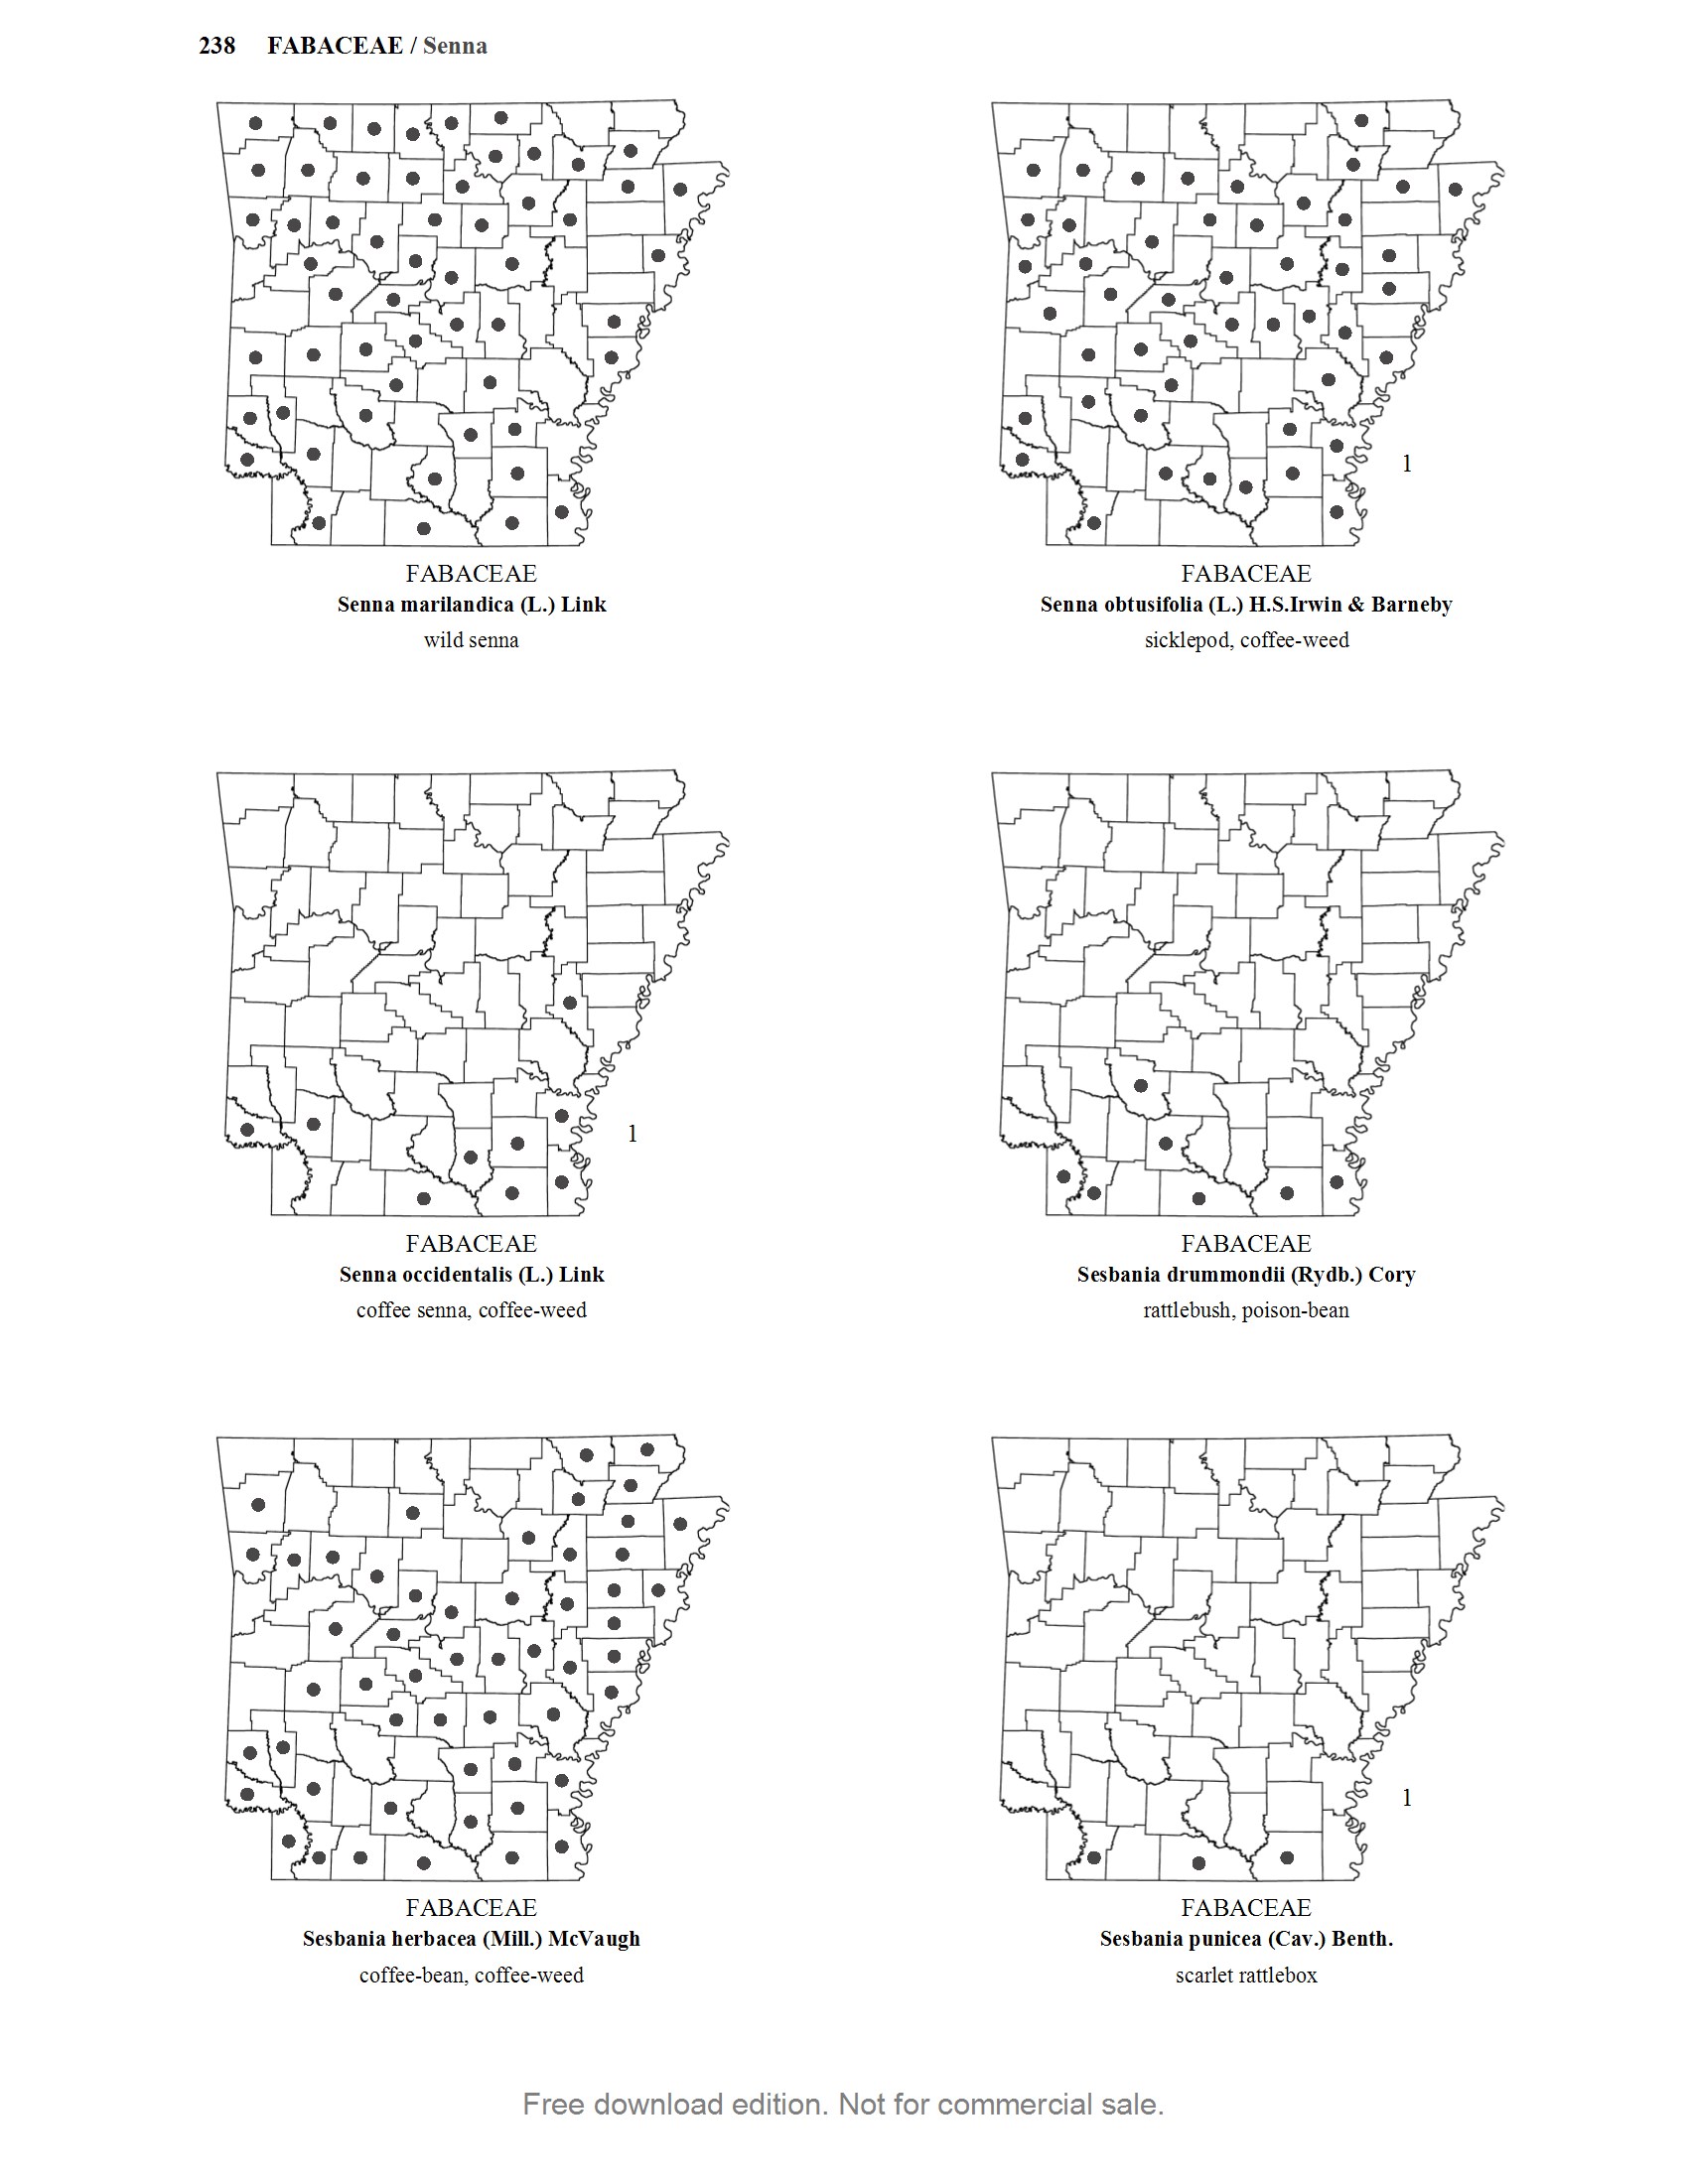 238 FABACEAE / Senna
FABACEAE
Senna marilandica (L.) Link
wild senna
1
FABACEAE
Senna obtusifolia (L.) H.S.Irwin & Barneby
sicklepod, coffee-weed
1
FABACEAE
Senna occidentalis (L.) Link
coffee senna, coffee-weed
FABACEAE
Sesbania drummondii (Rydb.) Cory
rattlebush, poison-bean
FABACEAE
Sesbania herbacea (Mill.) McVaugh
coffee-bean, coffee-weed
1
FABACEAE
Sesbania punicea (Cav.) Benth.
scarlet rattlebox
Free download edition. Not for commercial sale.